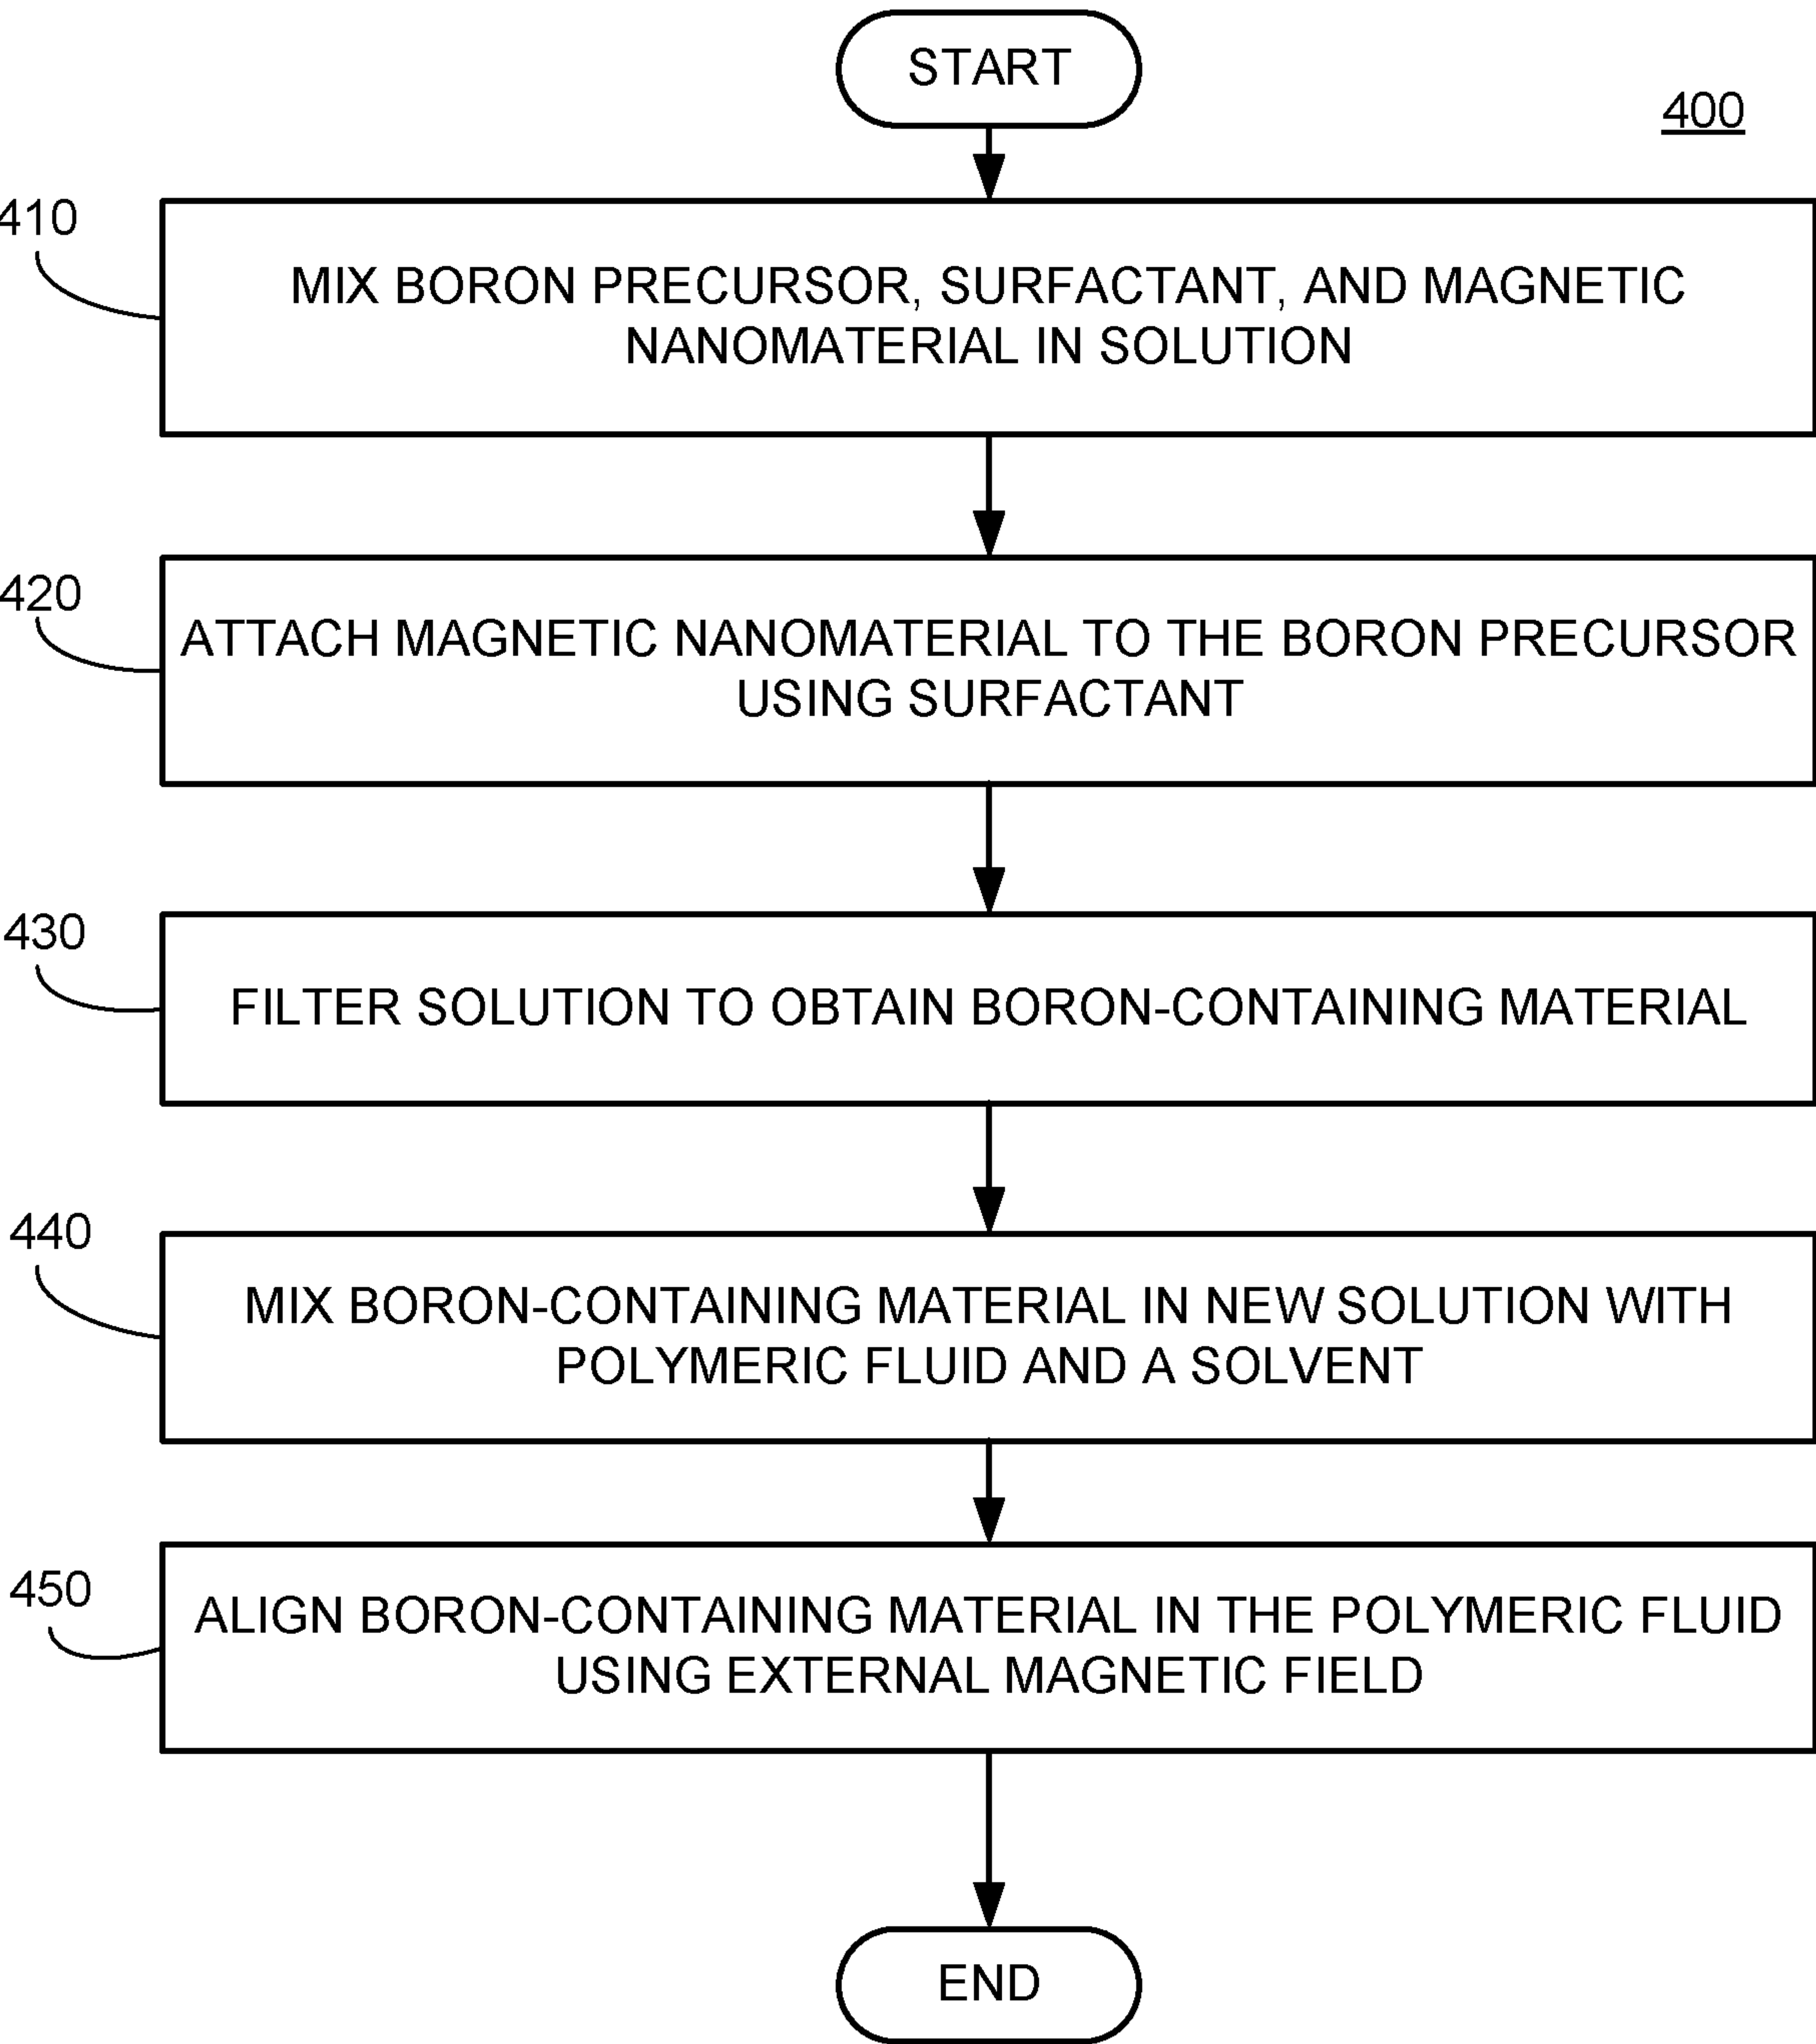 START
400
410
MIX BORON PRECURSOR, SURFACTANT, AND MAGNETIC
NANOMATERIAL IN SOLUTION
420
ATTACH MAGNETIC NANOMATERIAL TO THE BORON PRECURSOR
USING SURFACTANT
430
FILTER SOLUTION TO OBTAIN BORON-CONTAINING MATERIAL
440
MIX BORON-CONTAINING MATERIAL IN NEW SOLUTION WITH
POLYMERIC FLUID AND A SOLVENT
450
ALIGN BORON-CONTAINING MATERIAL IN THE POLYMERIC FLUID
USING EXTERNAL MAGNETIC FIELD
END